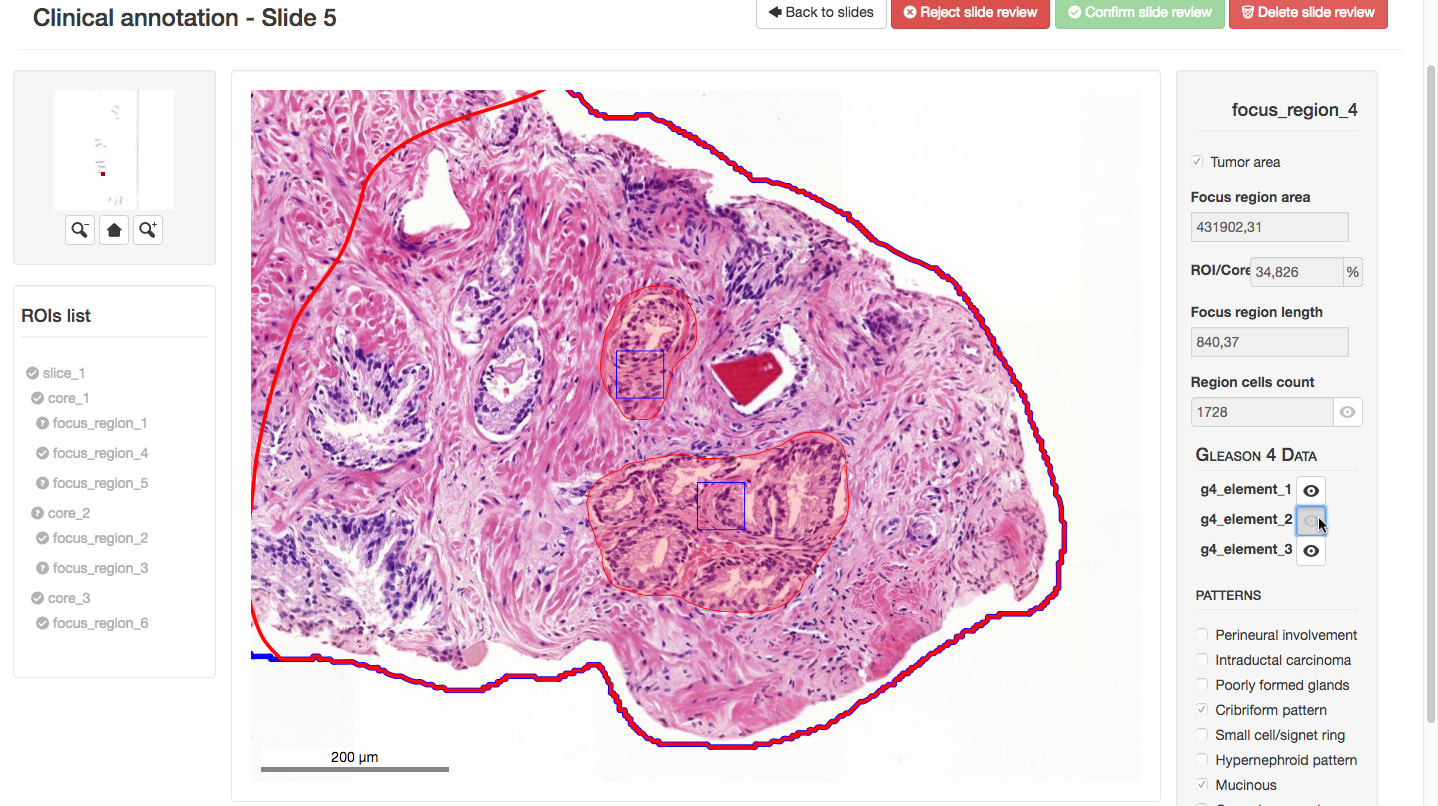 Clinical annotation - Slide 5
Back to slides
Reject slide review
Confirm slide review
Delete slide review
ROIs list
slice_1
core_1
focus_region_1
focus_region_4
focus_region_5
core_2
focus_region_2
focus_region_3
core_3
focus_region_6
200 µm
focus_region_4
Tumor area
Focus region area
431902,31
ROI/Core 34,826 %
Focus region length
840,37
Region cells count
1728
GLEASON 4 DATA
g4_element_1
g4_element_2
g4_element_3
PATTERNS
Perineural involvement
Intraductal carcinoma
Poorly formed glands
Cribriform pattern
Small cell/signet ring
Hypernephroid pattern
Mucinous